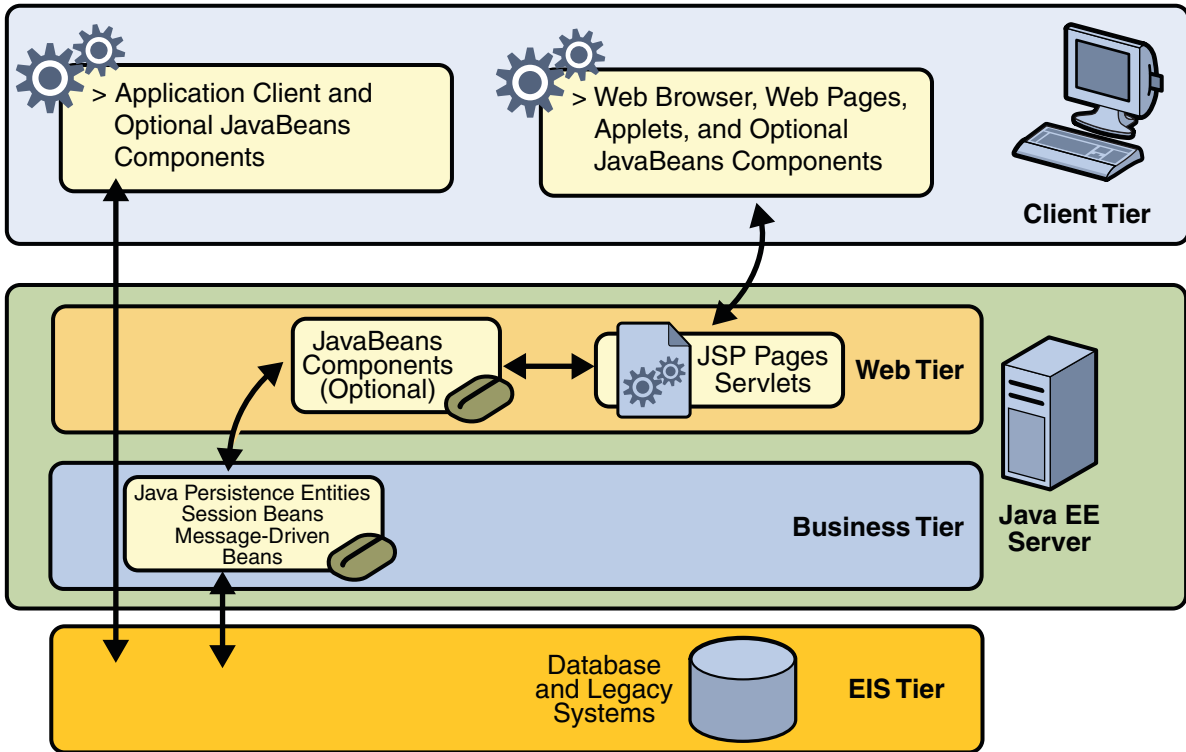 > Application Client and
Optional JavaBeans
Components
> Web Browser, Web Pages,
Applets, and Optional
JavaBeans Components
Client Tier
JavaBeans
Components
(Optional)
JSP Pages
Servlets
Web Tier
Java Persistence Entities
Session Beans
Message-Driven
Beans
Business Tier
Java EE
Server
Database
and Legacy
Systems
EIS Tier